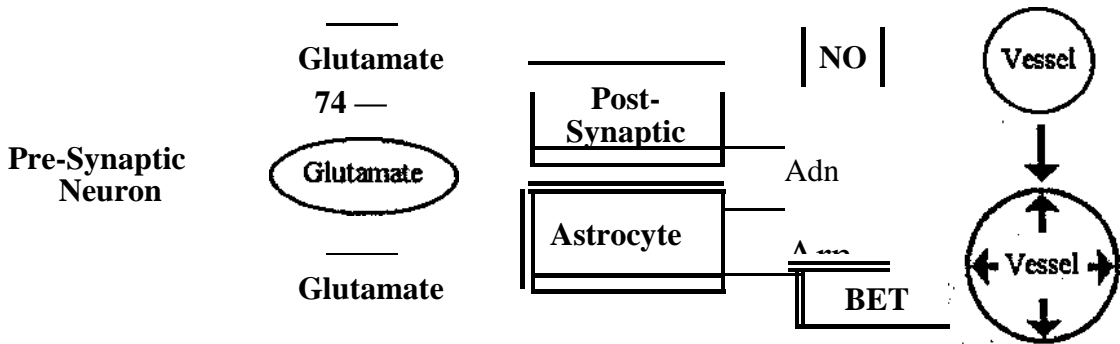 Glutamate
74 —
Pre-Synaptic
Neuron
Glutamate
Glutamate
Post-
Synaptic
Astrocyte
NO
Adn
BET
Vessel
Vessel